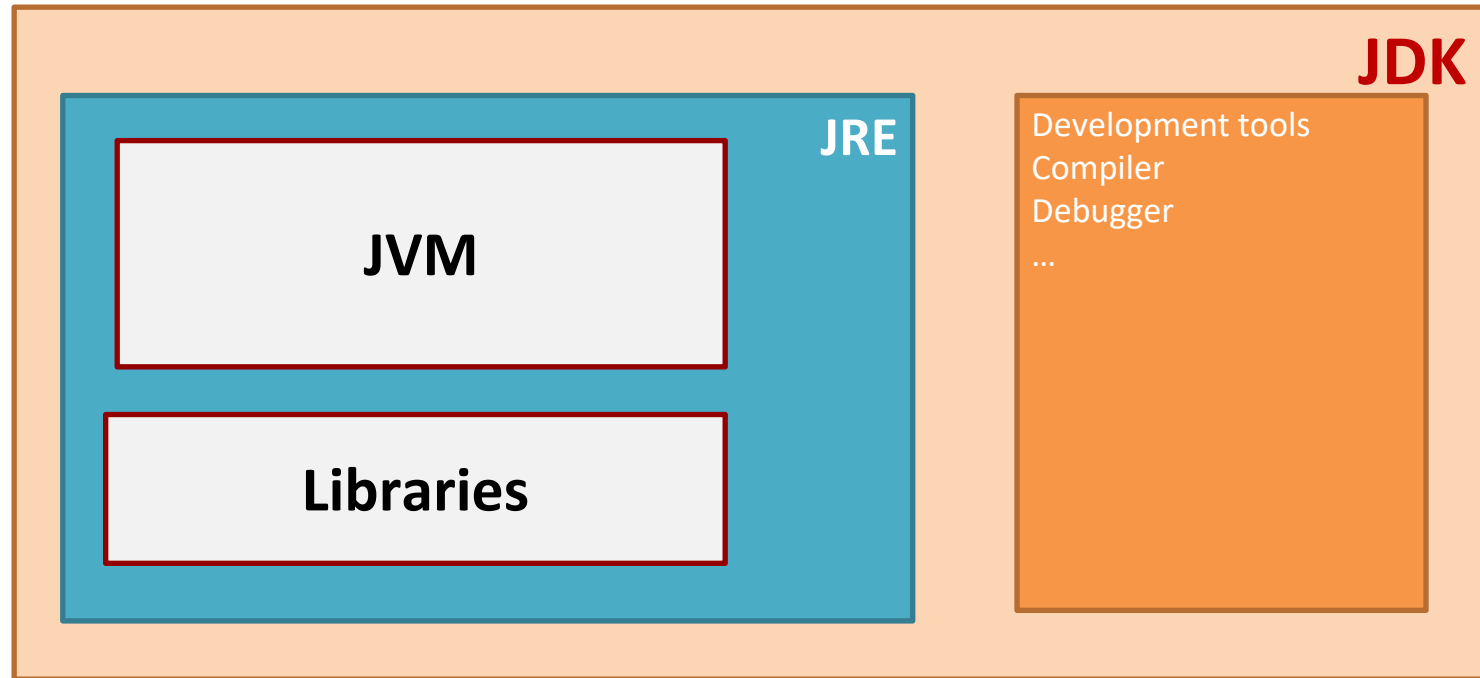 JDK
JRE
JVM
Libraries
Development tools
Compiler
Debugger
...